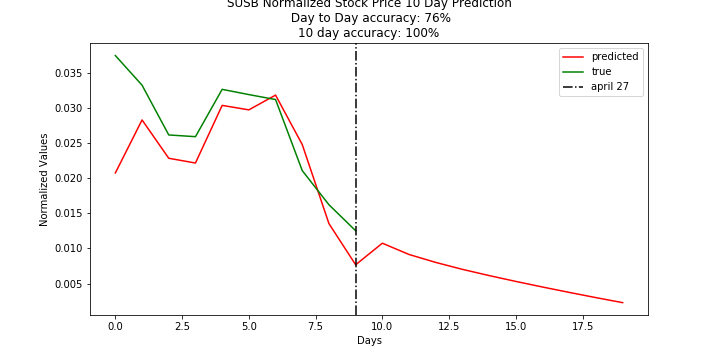 SUSB Normalized Stock Price 10 Day Prediction
Day to Day accuracy: 76%
10 day accuracy: 100%
predicted
true
april 27
Normalized Values
0.035
0.030
0.025
0.020
0.015
0.010
0.005
0.0 2.5 5.0 7.5 10.0 12.5 15.0 17.5
Days